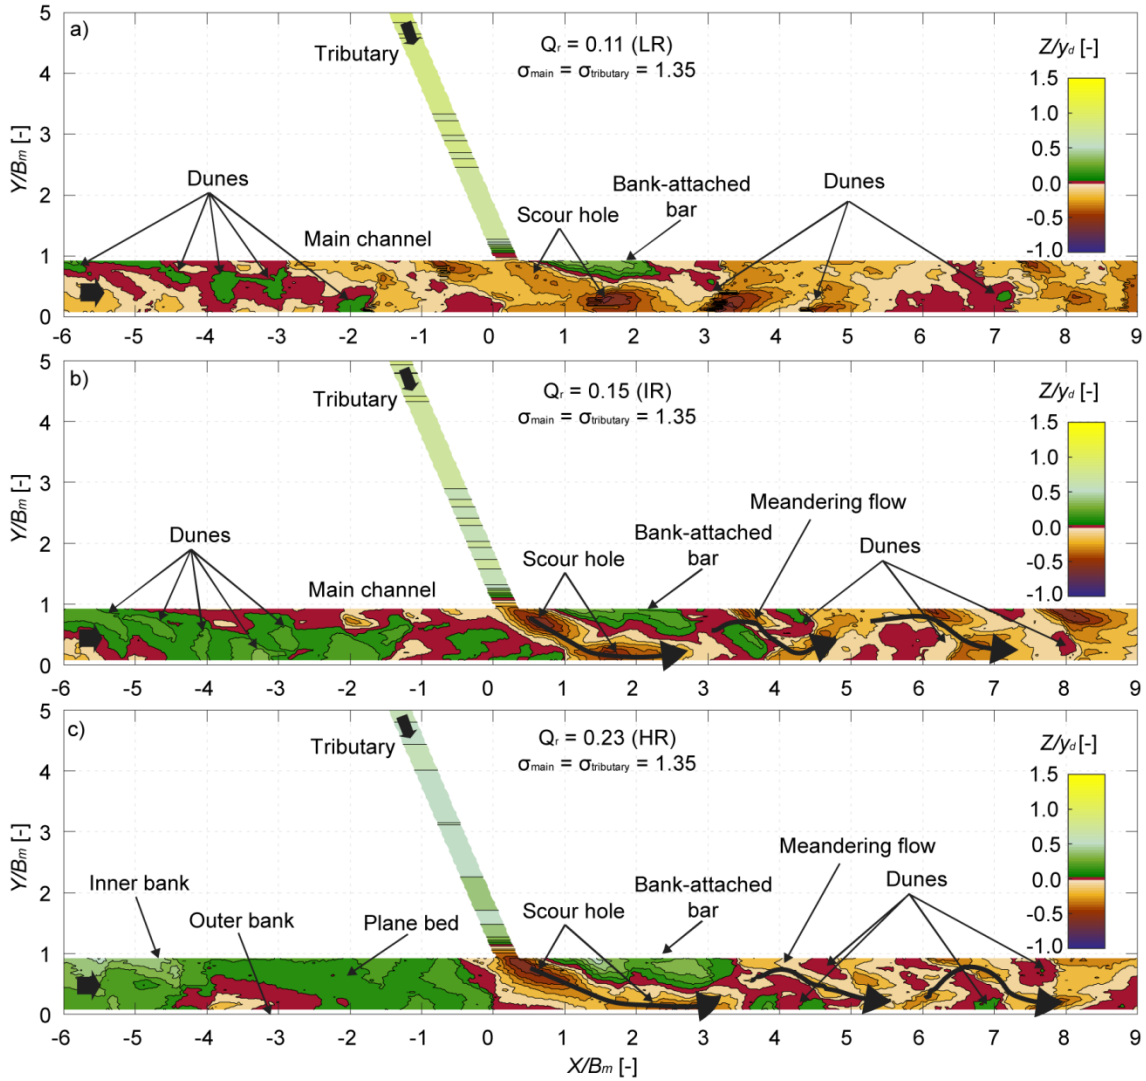 a)
Tributary
Q_r = 0.11 (LR)
σ_main = σ_tributary = 1.35
Z/y_d [-]
1.5
1.0
0.5
0.0
-0.5
-1.0
Dunes
Main channel
Scour hole
Bank-attached
bar
Dunes
Y/B_m [-]
5
4
3
2
1
0
-6 -5 -4 -3 -2 -1 0 1 2 3 4 5 6 7 8 9
b)
Tributary
Q_r = 0.15 (IR)
σ_main = σ_tributary = 1.35
Z/y_d [-]
1.5
1.0
0.5
0.0
-0.5
-1.0
Dunes
Main channel
Scour hole
Bank-attached
bar
Meandering flow
Dunes
Y/B_m [-]
5
4
3
2
1
0
-6 -5 -4 -3 -2 -1 0 1 2 3 4 5 6 7 8 9
c)
Tributary
Q_r = 0.23 (HR)
σ_main = σ_tributary = 1.35
Z/y_d [-]
1.5
1.0
0.5
0.0
-0.5
-1.0
Inner bank
Outer bank
Plane bed
Scour hole
Bank-attached
bar
Meandering flow
Dunes
Y/B_m [-]
5
4
3
2
1
0
-6 -5 -4 -3 -2 -1 0 1 2 3 4 5 6 7 8 9
X/B_m [-]